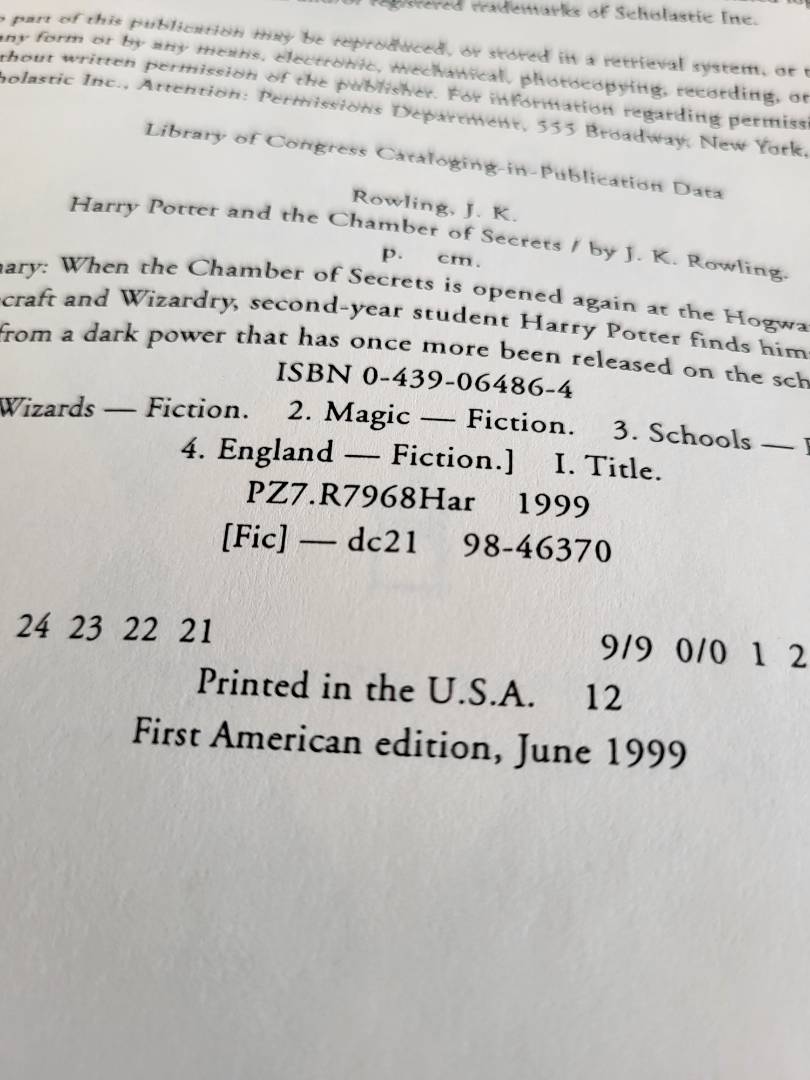 registered trademarks of Scholastic Inc.
part of this publication may be reproduced, or stored in a retrieval system, or
any form or by any means, electronic, mechanical, photocopying, recording, or
thout written permission of the publisher. For information regarding permissi
holastic Inc., Attention: Permissions Department, 555 Broadway, New York,
Library of Congress Cataloging-in-Publication Data
Rowling, J. K.
Harry Potter and the Chamber of Secrets / by J. K. Rowling.
p. cm.
ary: When the Chamber of Secrets is opened again at the Hogwa
craft and Wizardry, second-year student Harry Potter finds him
from a dark power that has once more been released on the sch
ISBN 0-439-06486-4
Wizards — Fiction. 2. Magic — Fiction. 3. Schools —
4. England — Fiction.] I. Title.
PZ7.R7968Har 1999
[Fic] — dc21 98-46370
24 23 22 21 9/9 0/0 1 2
Printed in the U.S.A. 12
First American edition, June 1999